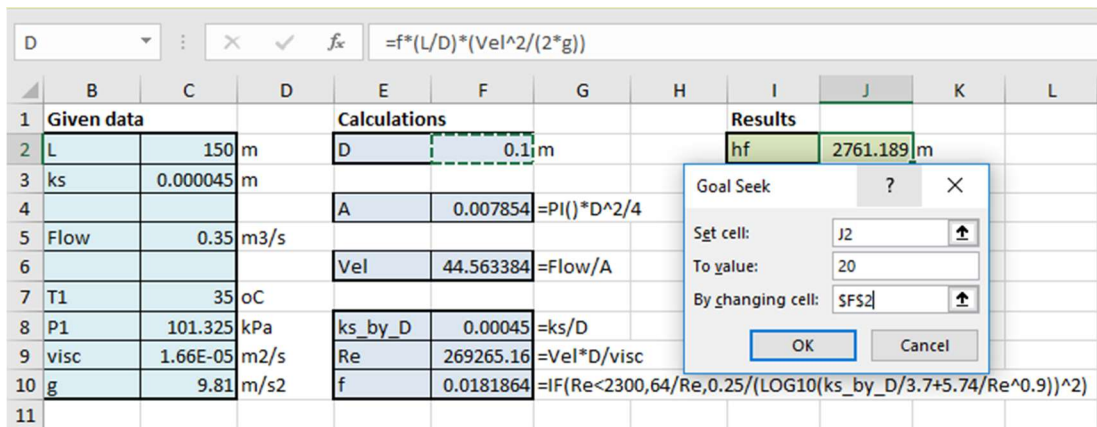 D fx =f*(L/D)*(Vel^2/(2*g))
B C D E F G H I J K L
1 Given data Calculations Results
2 L 150 m D 0.1 m hf 2761.189 m
3 ks 0.000045 m
4 A 0.007854 =PI()*D^2/4
5 Flow 0.35 m3/s
6 Vel 44.563384 =Flow/A
7 T1 35 oC
8 P1 101.325 kPa ks_by_D 0.00045 =ks/D
9 visc 1.66E-05 m2/s Re 269265.16 =Vel*D/visc
10 g 9.81 m/s2 f 0.0181864 =IF(Re<2300,64/Re,0.25/(LOG10(ks_by_D/3.7+5.74/Re^0.9))^2)
11
Goal Seek ?
Set cell: J2
To value: 20
By changing cell: $F$2
OK Cancel